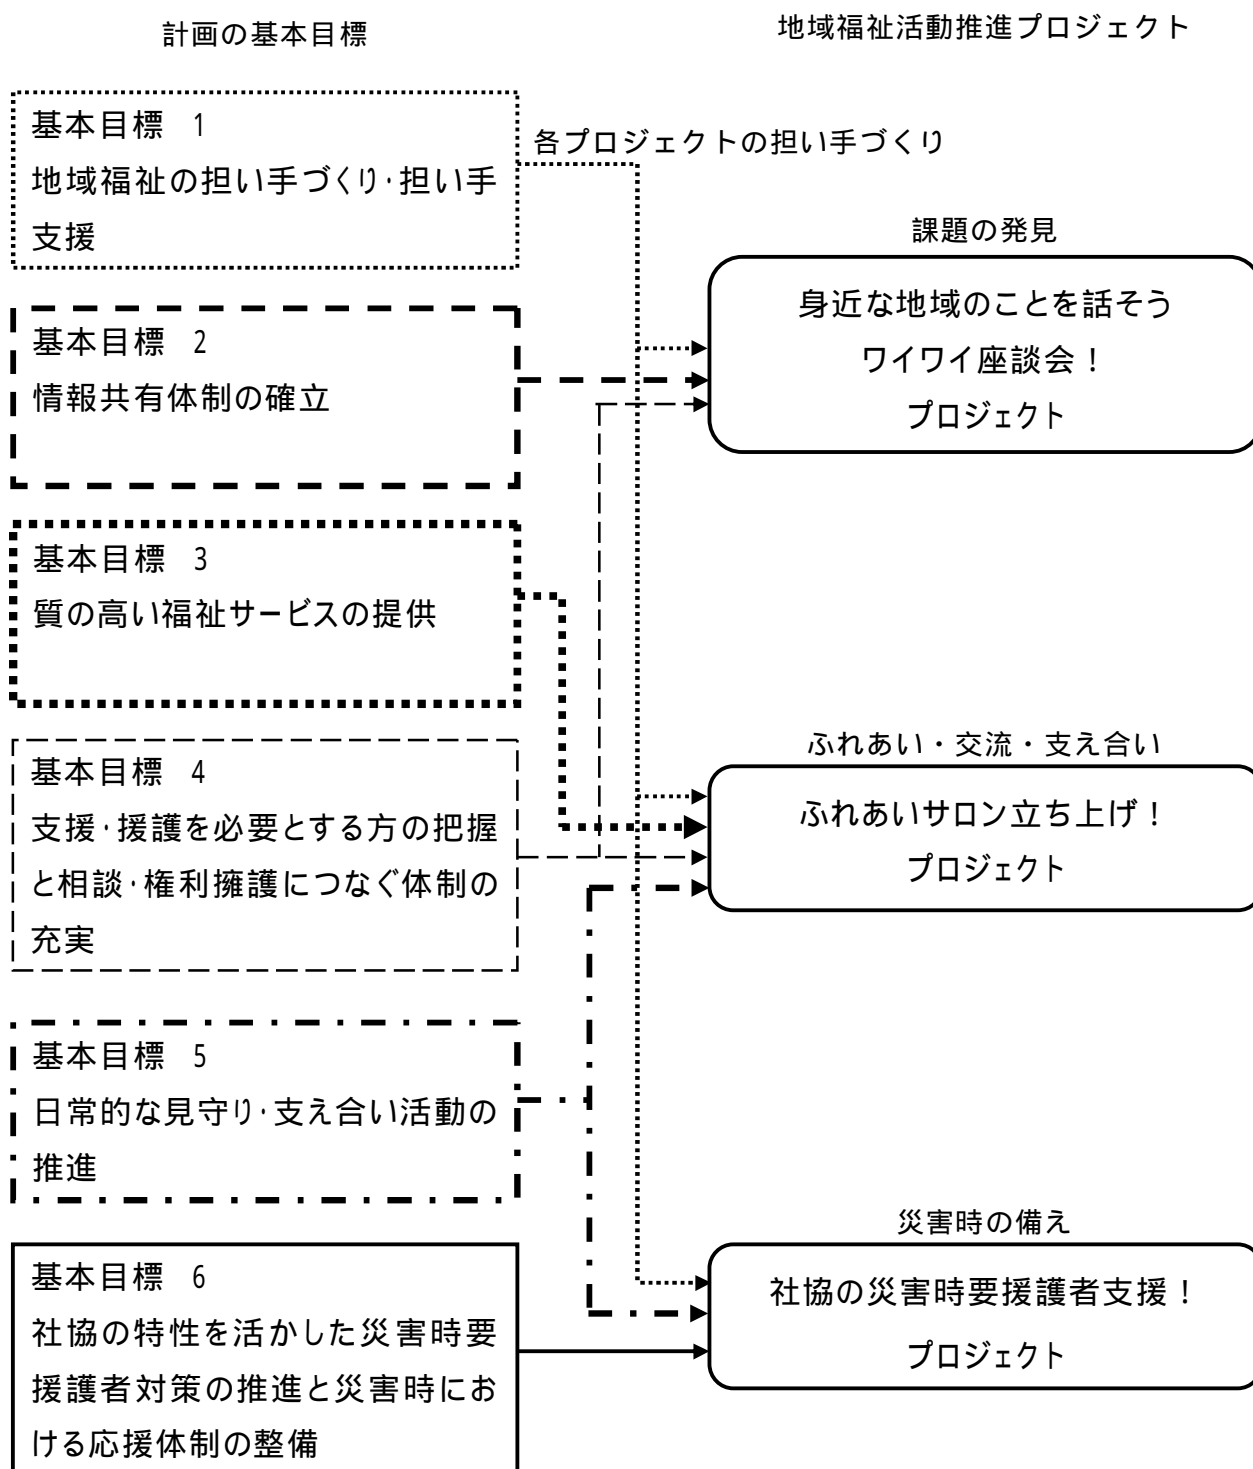 計画の基本目標
地域福祉活動推進プロジェクト
基本目標 1
地域福祉の担い手づくり・担い手
支援
各プロジェクトの担い手づくり
課題の発見
身近な地域のことを話そう
ワイワイ座談会！
プロジェクト
基本目標 2
情報共有体制の確立
基本目標 3
質の高い福祉サービスの提供
ふれあい・交流・支え合い
ふれあいサロン立ち上げ！
プロジェクト
基本目標 4
支援・援護を必要とする方の把握
と相談・権利擁護につなぐ体制の
充実
基本目標 5
日常的な見守り・支え合い活動の
推進
災害時の備え
社協の災害時要援護者支援！
プロジェクト
基本目標 6
社協の特性を活かした災害時要
援護者対策の推進と災害時にお
ける応援体制の整備